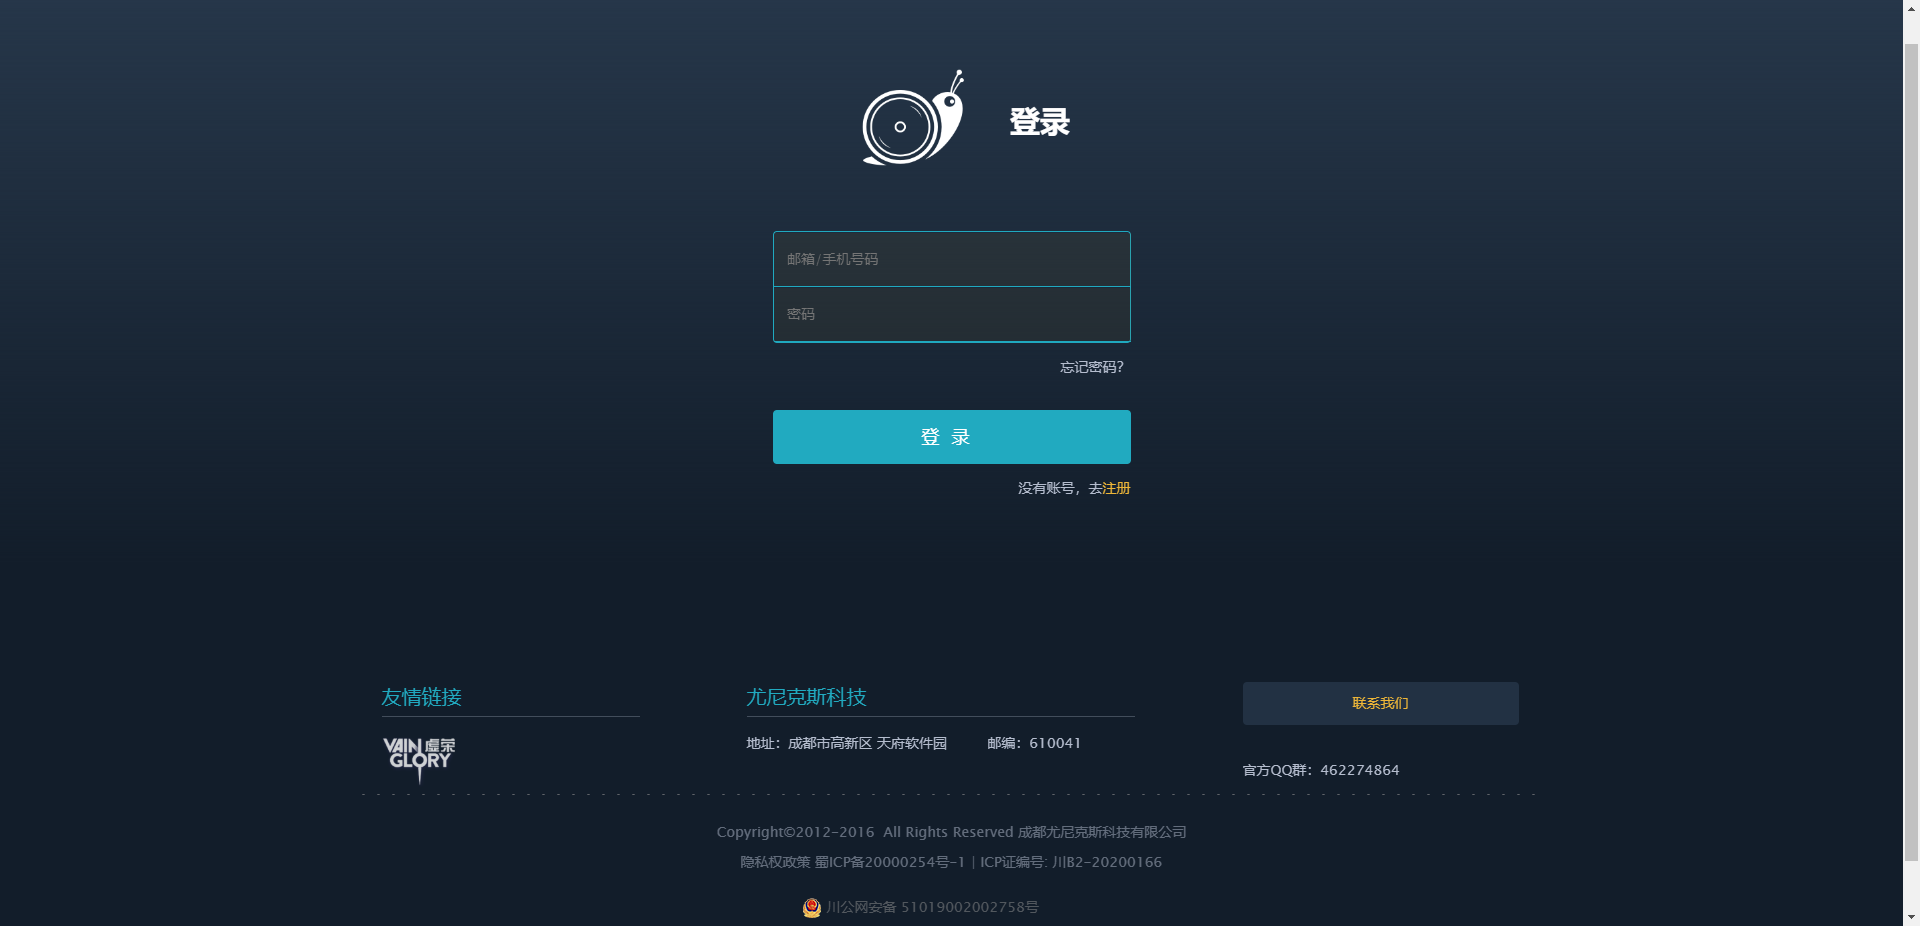 登录
邮箱/手机号码
密码
忘记密码?
登 录
没有账号，去注册
友情链接
VAIN 虚荣
GLORY
尤尼克斯科技
地址：成都市高新区 天府软件园 邮编：610041
联系我们
官方QQ群：462274864
Copyright©2012-2016 All Rights Reserved 成都尤尼克斯科技有限公司
隐私权政策 蜀ICP备20000254号-1 | ICP证编号: 川B2-20200166
川公网安备 51019002002758号